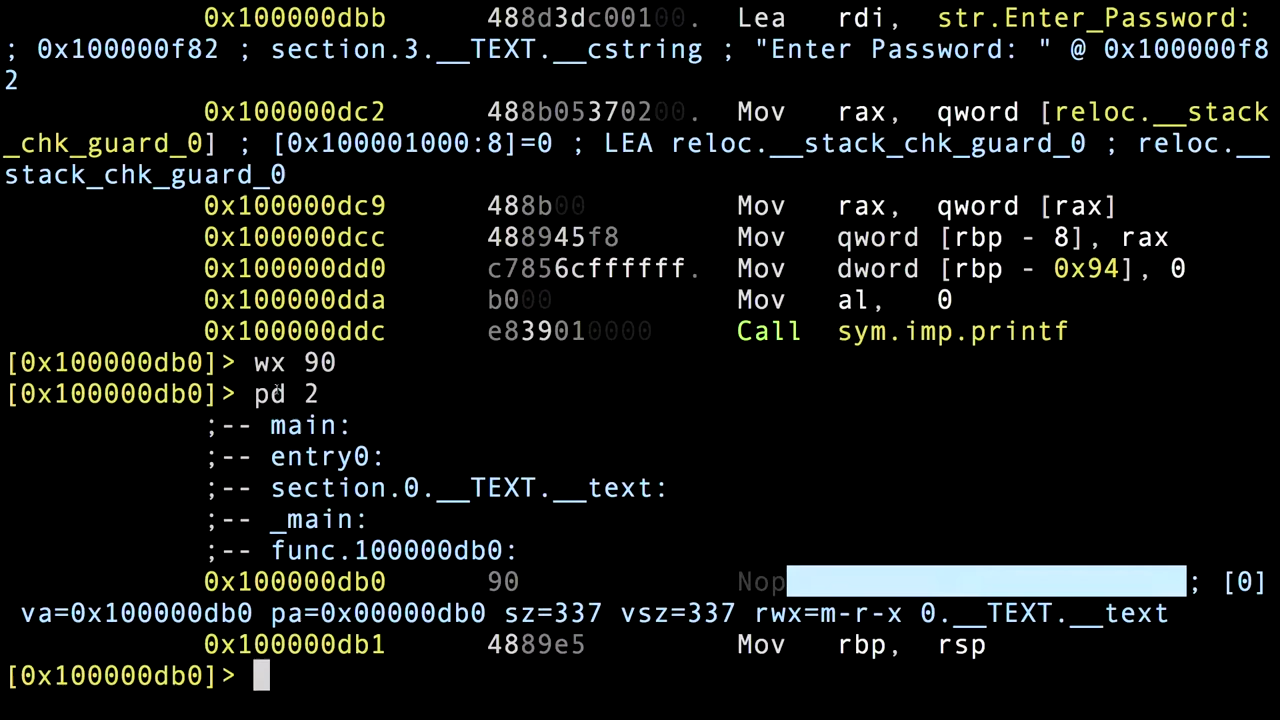 0x100000dbb 488d3dc00100. Lea rdi, str.Enter_Password:
; 0x100000f82 ; section.3.__TEXT.__cstring ; "Enter Password: " @ 0x100000f8
2
0x100000dc2 488b05370200. Mov rax, qword [reloc.__stack
_chk_guard_0] ; [0x100001000:8]=0 ; LEA reloc.__stack_chk_guard_0 ; reloc.__
stack_chk_guard_0
0x100000dc9 488b00 Mov rax, qword [rax]
0x100000dcc 488945f8 Mov qword [rbp - 8], rax
0x100000dd0 c7856cffffff. Mov dword [rbp - 0x94], 0
0x100000dda b000 Mov al, 0
0x100000ddc e839010000 Call sym.imp.printf
[0x100000db0]> wx 90
[0x100000db0]> pd 2
;-- main:
;-- entry0:
;-- section.0.__TEXT.__text:
;-- _main:
;-- func.100000db0:
0x100000db0 90 Nop ; [0]
va=0x100000db0 pa=0x00000db0 sz=337 vsz=337 rwx=m-r-x 0.__TEXT.__text
0x100000db1 4889e5 Mov rbp, rsp
[0x100000db0]>